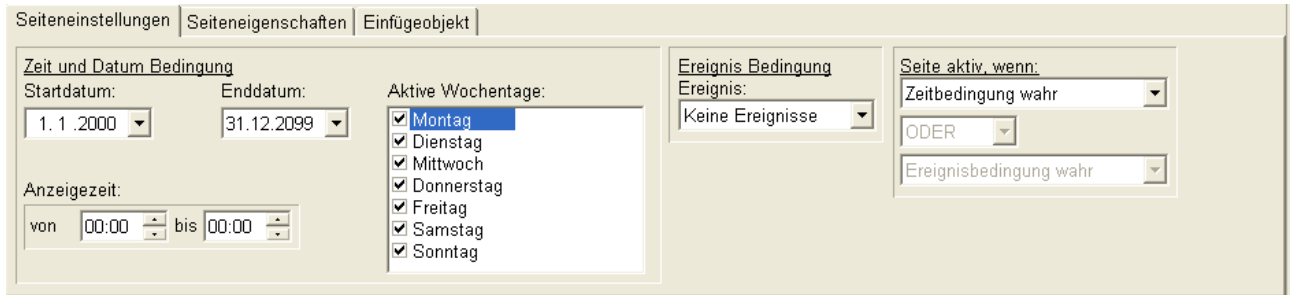 Seiteneinstellungen Seiteneigenschaften Einfügeobjekt
Zeit und Datum Bedingung
Startdatum: Enddatum:
1. 1 .2000 31.12.2099
Anzeigezeit:
von 00:00 bis 00:00
Aktive Wochentage:
Montag
Dienstag
Mittwoch
Donnerstag
Freitag
Samstag
Sonntag
Ereignis Bedingung
Ereignis:
Keine Ereignisse
Seite aktiv, wenn:
Zeitbedingung wahr
ODER
Ereignisbedingung wahr